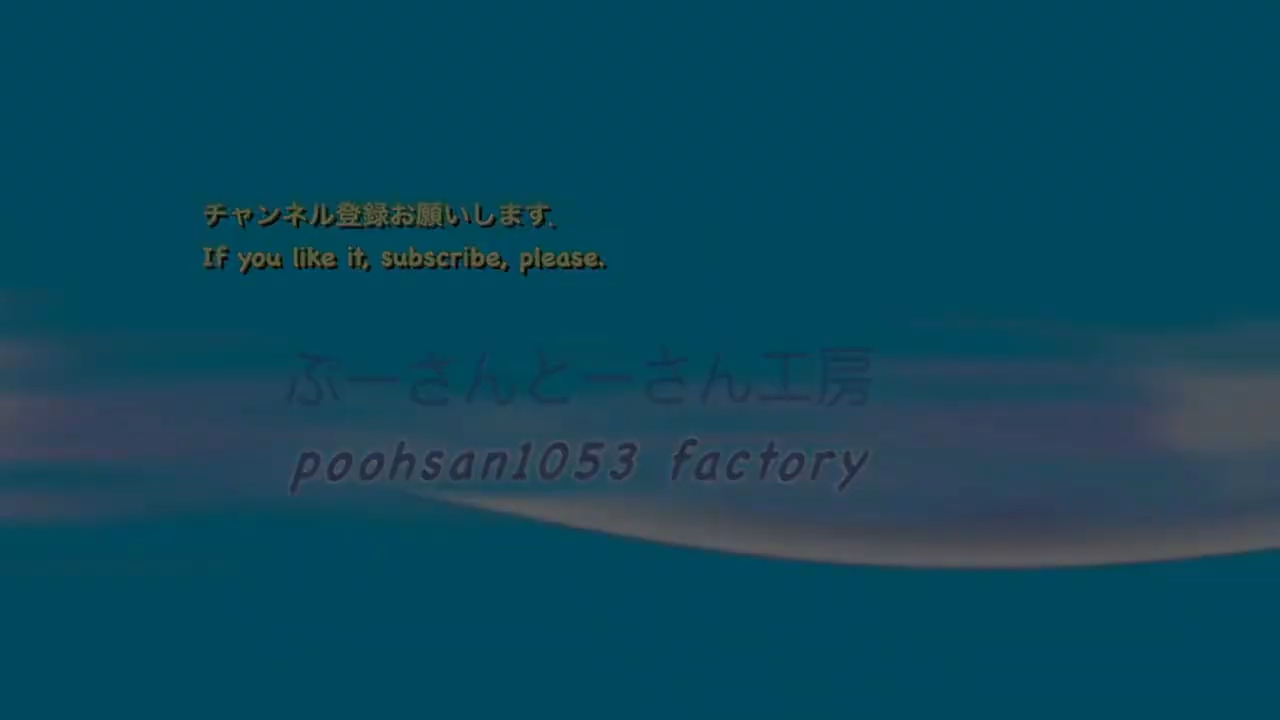 チャンネル登録お願いします.
If you like it, subscribe, please.
ぷーさんとーさん工房
poohsan1053 factory